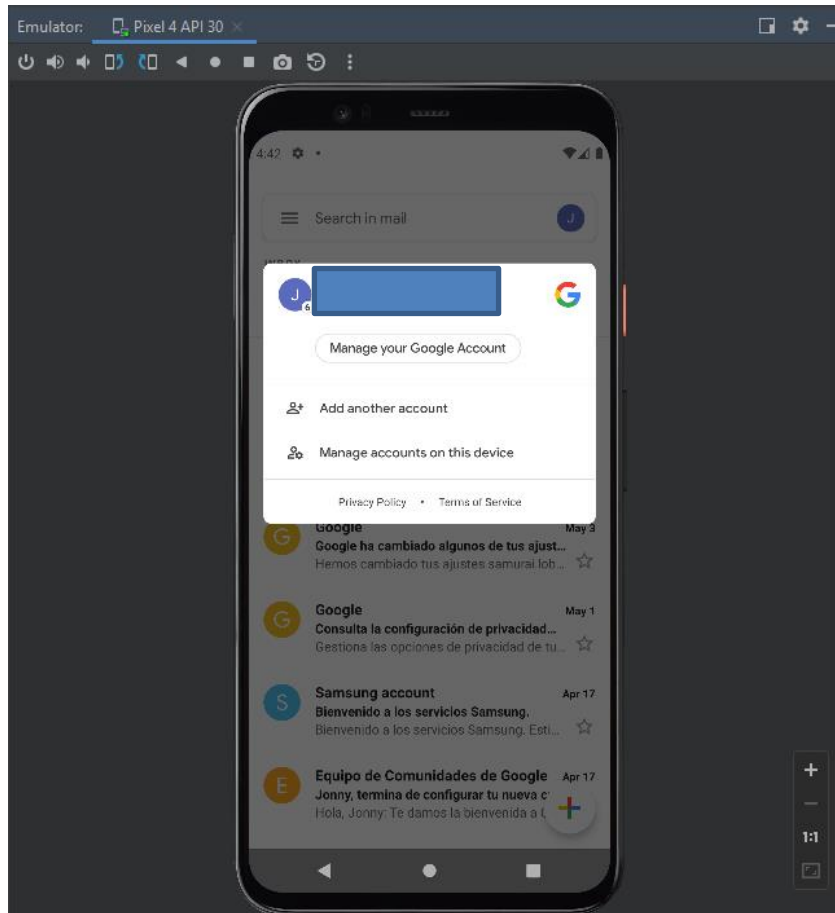 Emulator: Pixel 4 API 30
4:42
Search in mail
J
INBOX
J
6
G
Manage your Google Account
Add another account
Manage accounts on this device
Privacy Policy • Terms of Service
G
Google May 3
Google ha cambiado algunos de tus ajust...
Hemos cambiado tus ajustes samurai lob...
G
Google May 1
Consulta la configuración de privacidad...
Gestiona las opciones de privacidad de tu...
S
Samsung account Apr 17
Bienvenido a los servicios Samsung.
Bienvenido a los servicios Samsung. Esti...
E
Equipo de Comunidades de Google Apr 17
Jonny, termina de configurar tu nueva c
Hola, Jonny: Te damos la bienvenida a
1:1